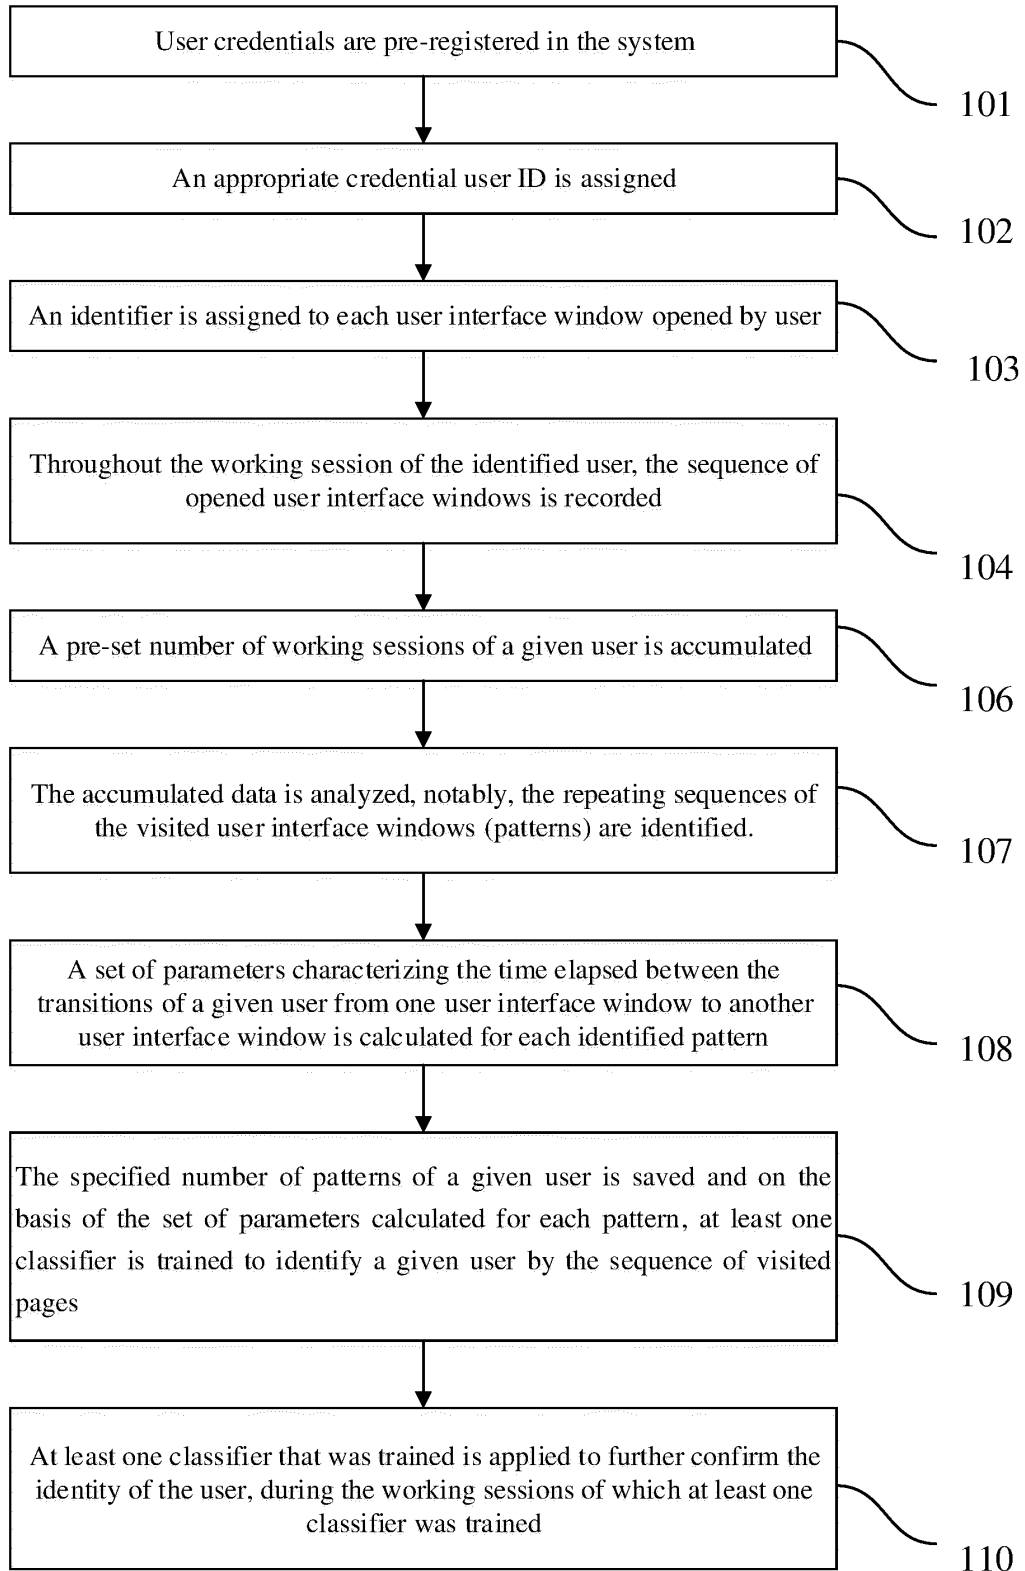 User credentials are pre-registered in the system
101
An appropriate credential user ID is assigned
102
An identifier is assigned to each user interface window opened by user
103
Throughout the working session of the identified user, the sequence of
opened user interface windows is recorded
104
A pre-set number of working sessions of a given user is accumulated
106
The accumulated data is analyzed, notably, the repeating sequences of
the visited user interface windows (patterns) are identified.
107
A set of parameters characterizing the time elapsed between the
transitions of a given user from one user interface window to another
user interface window is calculated for each identified pattern
108
The specified number of patterns of a given user is saved and on the
basis of the set of parameters calculated for each pattern, at least one
classifier is trained to identify a given user by the sequence of visited
pages
109
At least one classifier that was trained is applied to further confirm the
identity of the user, during the working sessions of which at least one
classifier was trained
110